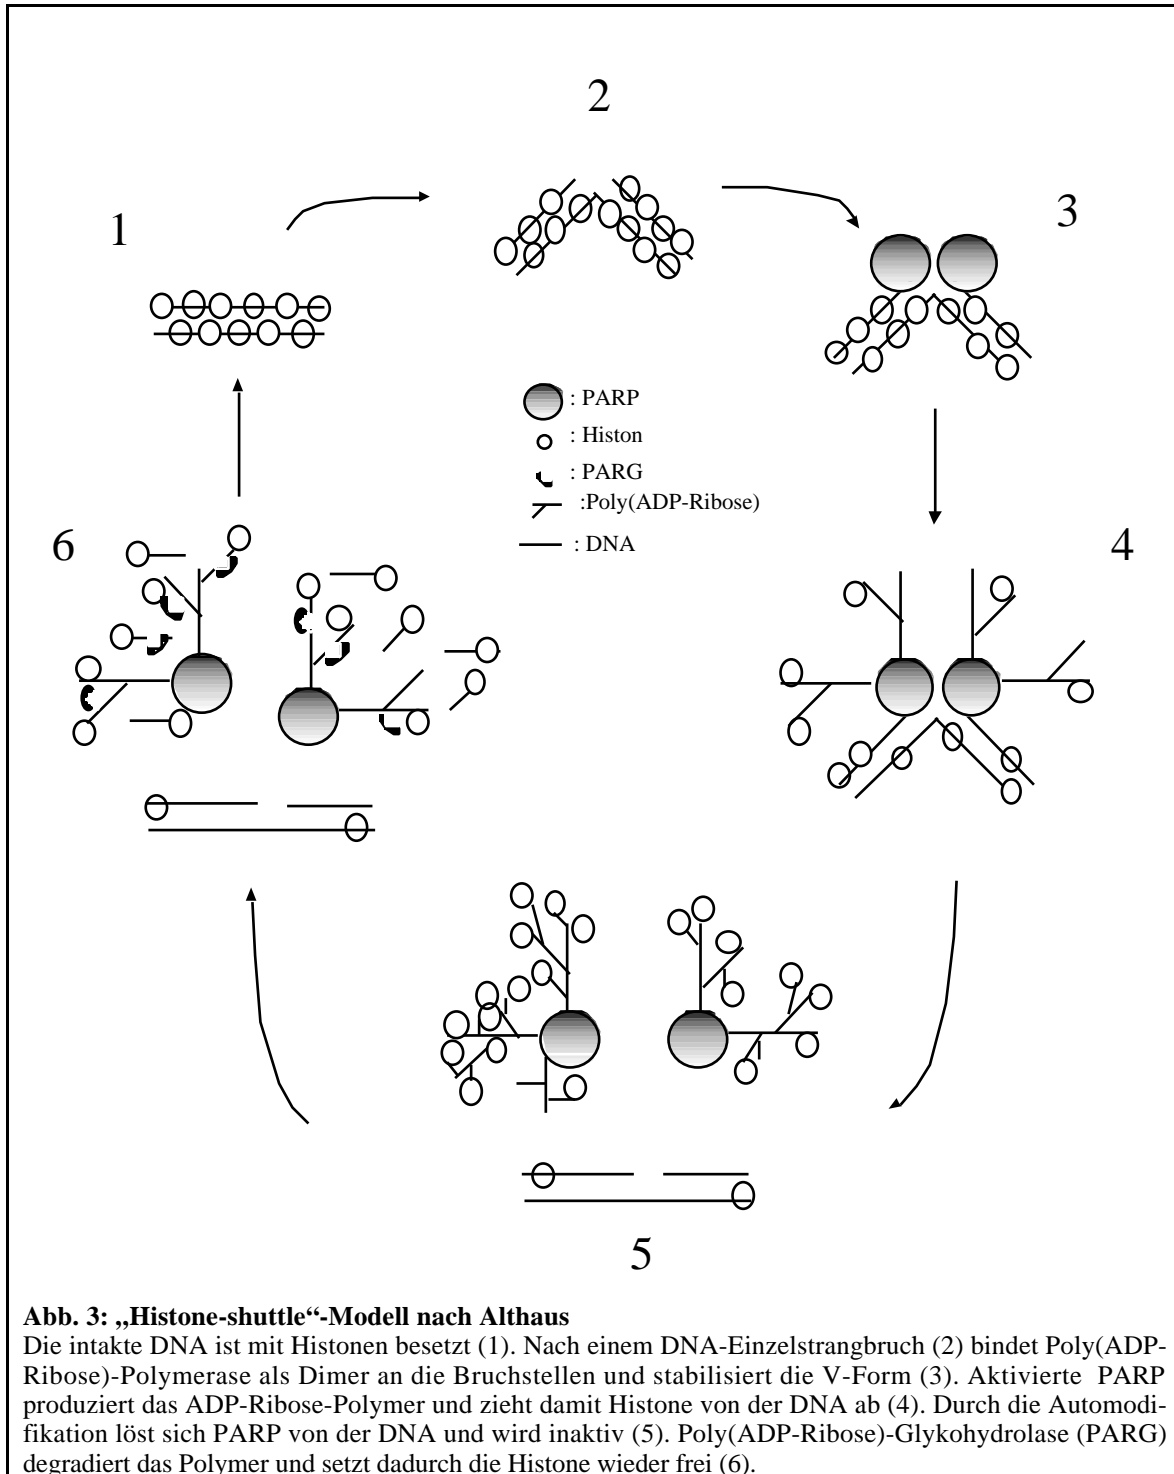 2
1
3
: PARP
: Histon
: PARG
:Poly(ADP-Ribose)
: DNA
6
4
5
Abb. 3: „Histone-shuttle“-Modell nach Althaus
Die intakte DNA ist mit Histonen besetzt (1). Nach einem DNA-Einzelstrangbruch (2) bindet Poly(ADP-
Ribose)-Polymerase als Dimer an die Bruchstellen und stabilisiert die V-Form (3). Aktivierte PARP
produziert das ADP-Ribose-Polymer und zieht damit Histone von der DNA ab (4). Durch die Automodi-
fikation löst sich PARP von der DNA und wird inaktiv (5). Poly(ADP-Ribose)-Glykohydrolase (PARG)
degradiert das Polymer und setzt dadurch die Histone wieder frei (6).